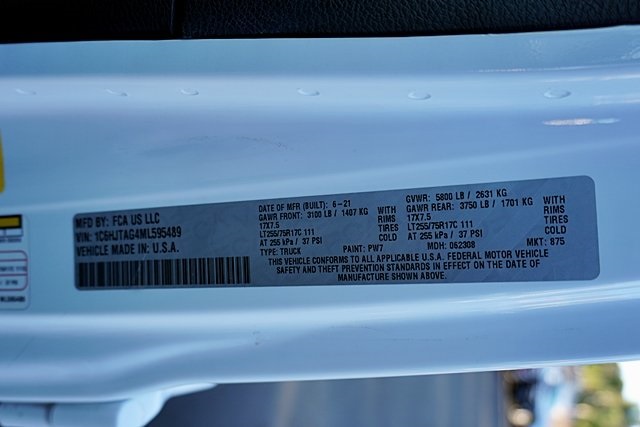 MFD BY: FCA US LLC
VIN: 1C6HJTAG4ML595489
VEHICLE MADE IN: U.S.A.
DATE OF MFR (BUILT): 6-21
GAWR FRONT: 3100 LB / 1407 KG WITH
17X7.5 RIMS
LT255/75R17C 111 TIRES
AT 255 kPa / 37 PSI COLD
TYPE: TRUCK PAINT: PW7
GVWR: 5800 LB / 2631 KG
GAWR REAR: 3750 LB / 1701 KG WITH
17X7.5 RIMS
LT255/75R17C 111 TIRES
AT 255 kPa / 37 PSI COLD
MDH: 062308 MKT: 875
THIS VEHICLE CONFORMS TO ALL APPLICABLE U.S.A. FEDERAL MOTOR VEHICLE
SAFETY AND THEFT PREVENTION STANDARDS IN EFFECT ON THE DATE OF
MANUFACTURE SHOWN ABOVE.